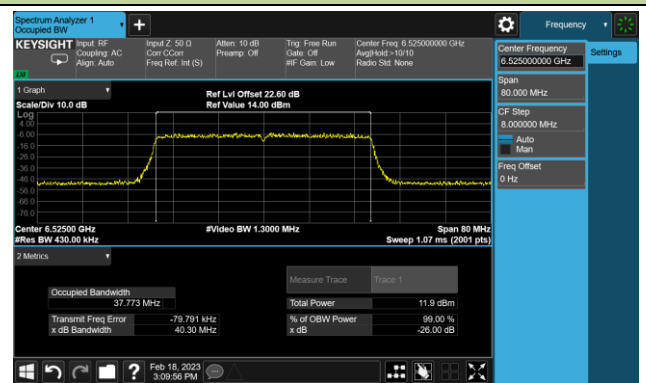 Spectrum Analyzer 1
Occupied BW
Frequency
KEYSIGHT
Input: RF
Coupling: AC
Align: Auto
Input Z: 50 Ω
Corr CCorr
Freq Ref: Int (S)
Atten: 10 dB
Preamp: Off
Trig: Free Run
Gate: Off
#IF Gain: Low
Center Freq: 6.525000000 GHz
Avg|Hold:>10/10
Radio Std: None
Center Frequency
6.525000000 GHz
Settings
Span
80.000 MHz
CF Step
8.000000 MHz
Auto
Man
Freq Offset
0 Hz
1 Graph
Scale/Div 10.0 dB
Ref Lvl Offset 22.60 dB
Ref Value 14.00 dBm
Log
4.00
-6.00
-16.0
-26.0
-36.0
-46.0
-56.0
-66.0
-76.0
Center 6.52500 GHz
#Res BW 430.00 kHz
#Video BW 1.3000 MHz
Span 80 MHz
Sweep 1.07 ms (2001 pts)
2 Metrics
Measure Trace
Trace 1
Occupied Bandwidth
37.773 MHz
Total Power
11.9 dBm
Transmit Freq Error
-79.791 kHz
% of OBW Power
99.00 %
x dB Bandwidth
40.30 MHz
x dB
-26.00 dB
?
Feb 18, 2023
3:09:56 PM